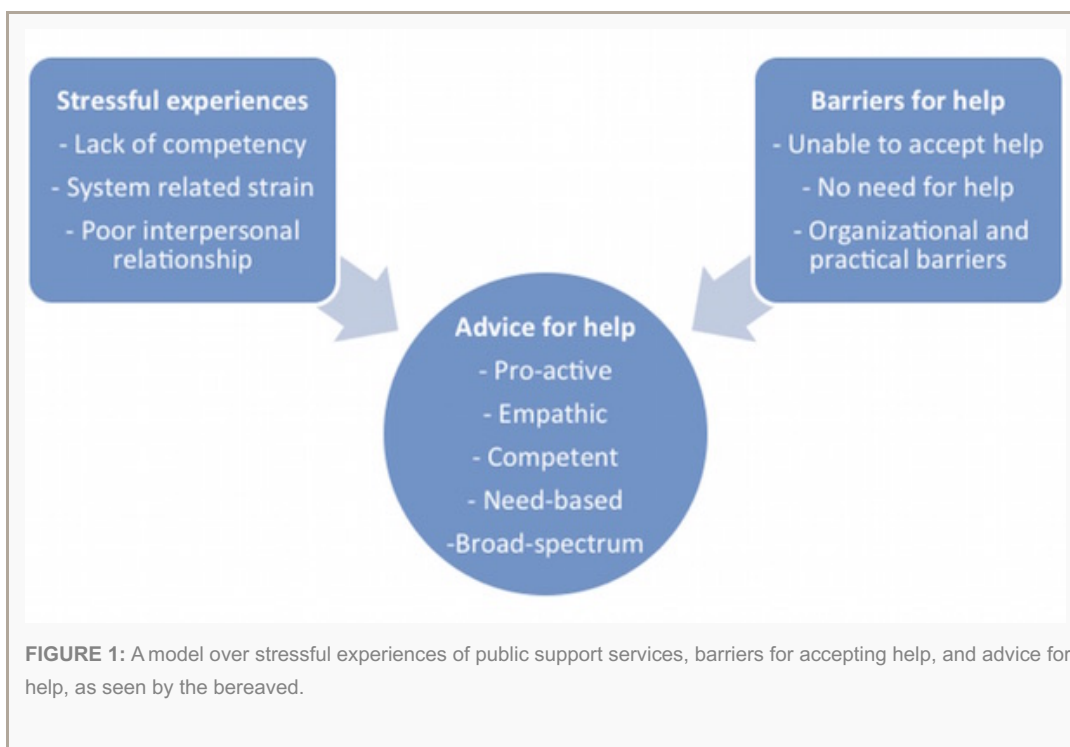 Stressful experiences
- Lack of competency
- System related strain
- Poor interpersonal
relationship
Barriers for help
- Unable to accept help
- No need for help
- Organizational and
practical barriers
Advice for help
- Pro-active
- Empathic
- Competent
- Need-based
-Broad-spectrum
FIGURE 1: A model over stressful experiences of public support services, barriers for accepting help, and advice for
help, as seen by the bereaved.